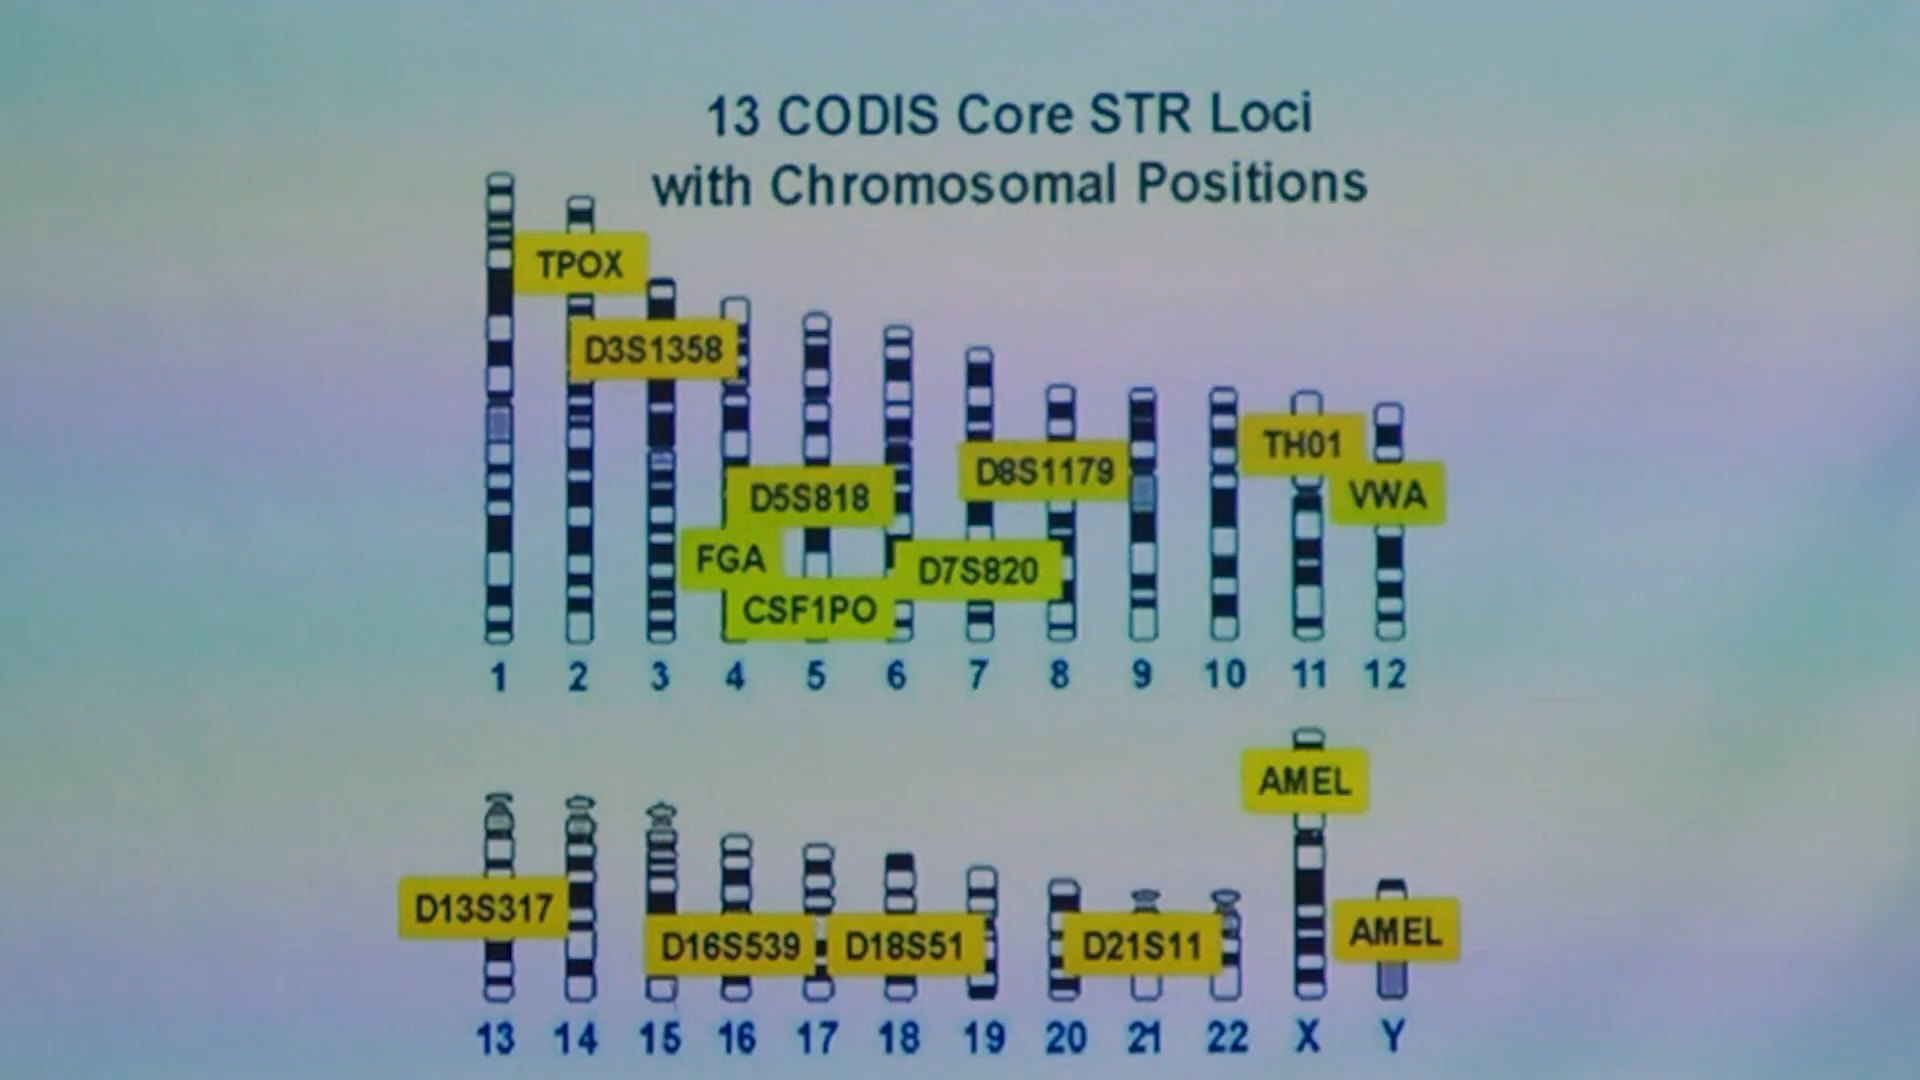 13 CODIS Core STR Loci
with Chromosomal Positions
TPOX
D3S1358
TH01
D8S1179
D5S818
VWA
FGA
D7S820
CSF1PO
1 2 3 4 5 6 7 8 9 10 11 12
AMEL
D13S317
AMEL
D16S539 D18S51 D21S11
13 14 15 16 17 18 19 20 21 22 X Y